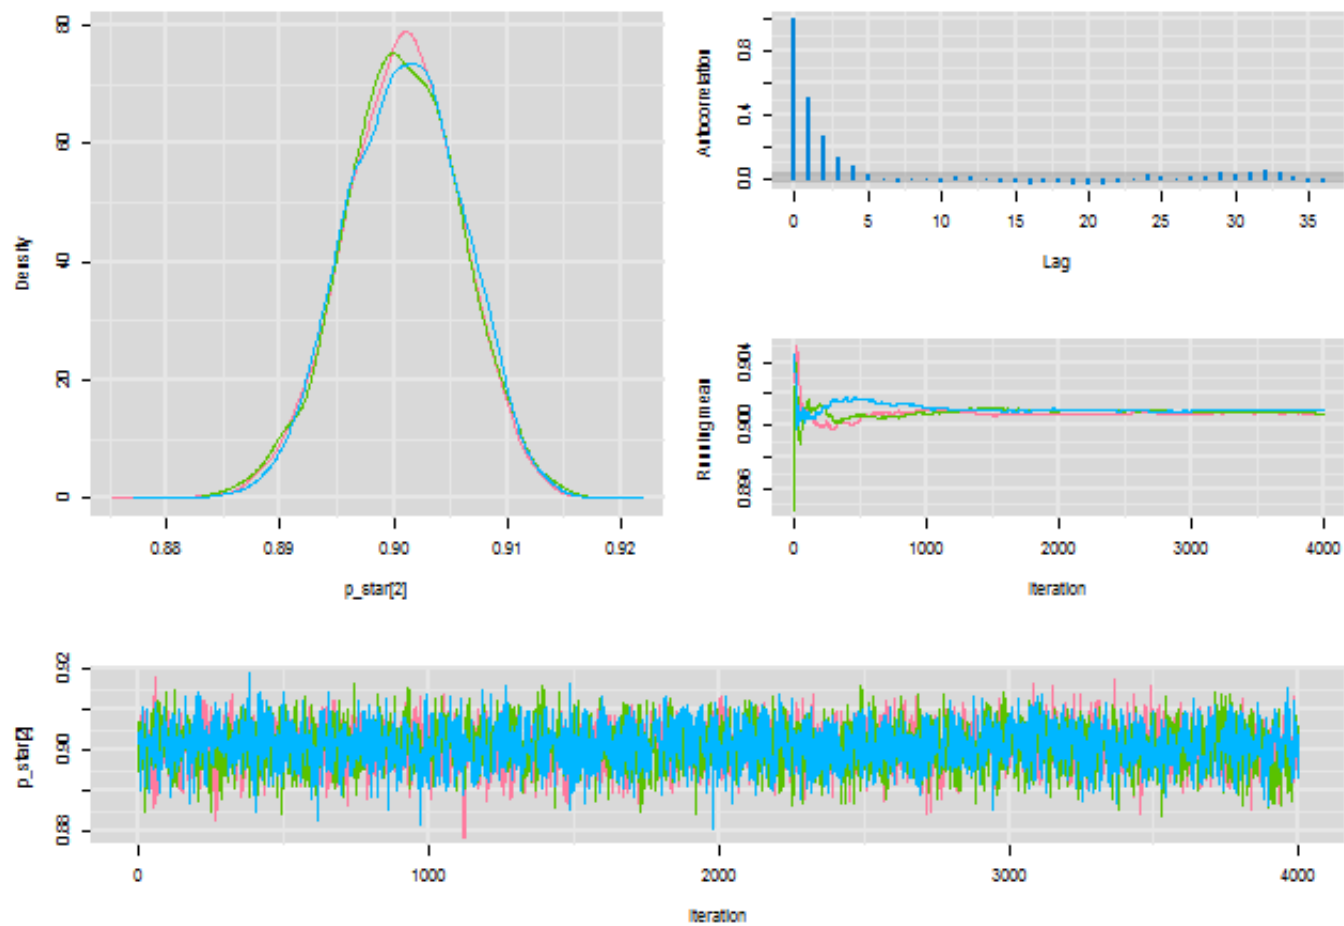 Density
80
60
40
20
0
0.88 0.89 0.90 0.91 0.92
p_star[2]
Autocorrelation
0.8
0.4
0.0
0 5 10 15 20 25 30 35
Lag
Running mean
0.904
0.900
0.896
0 1000 2000 3000 4000
Iteration
p_star[2]
0.92
0.90
0.88
0 1000 2000 3000 4000
Iteration